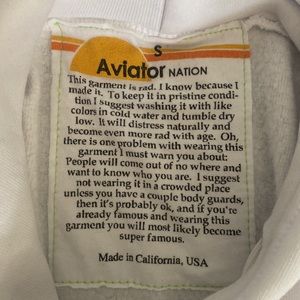 S
Aviator NATION
This garment is rad. I know because I
made it. To keep it in pristine condi-
tion I suggest washing it with like
colors in cold water and tumble dry
low. It will distress naturally and
become even more rad with age. Oh,
there is one problem with wearing this
garment I must warn you about:
People will come out of no where and
want to know who you are. I suggest
not wearing it in a crowded place
unless you have a couple body guards,
then it's probably ok, and if you're
already famous and wearing this
garment you will most likely become
super famous.
Made in California, USA